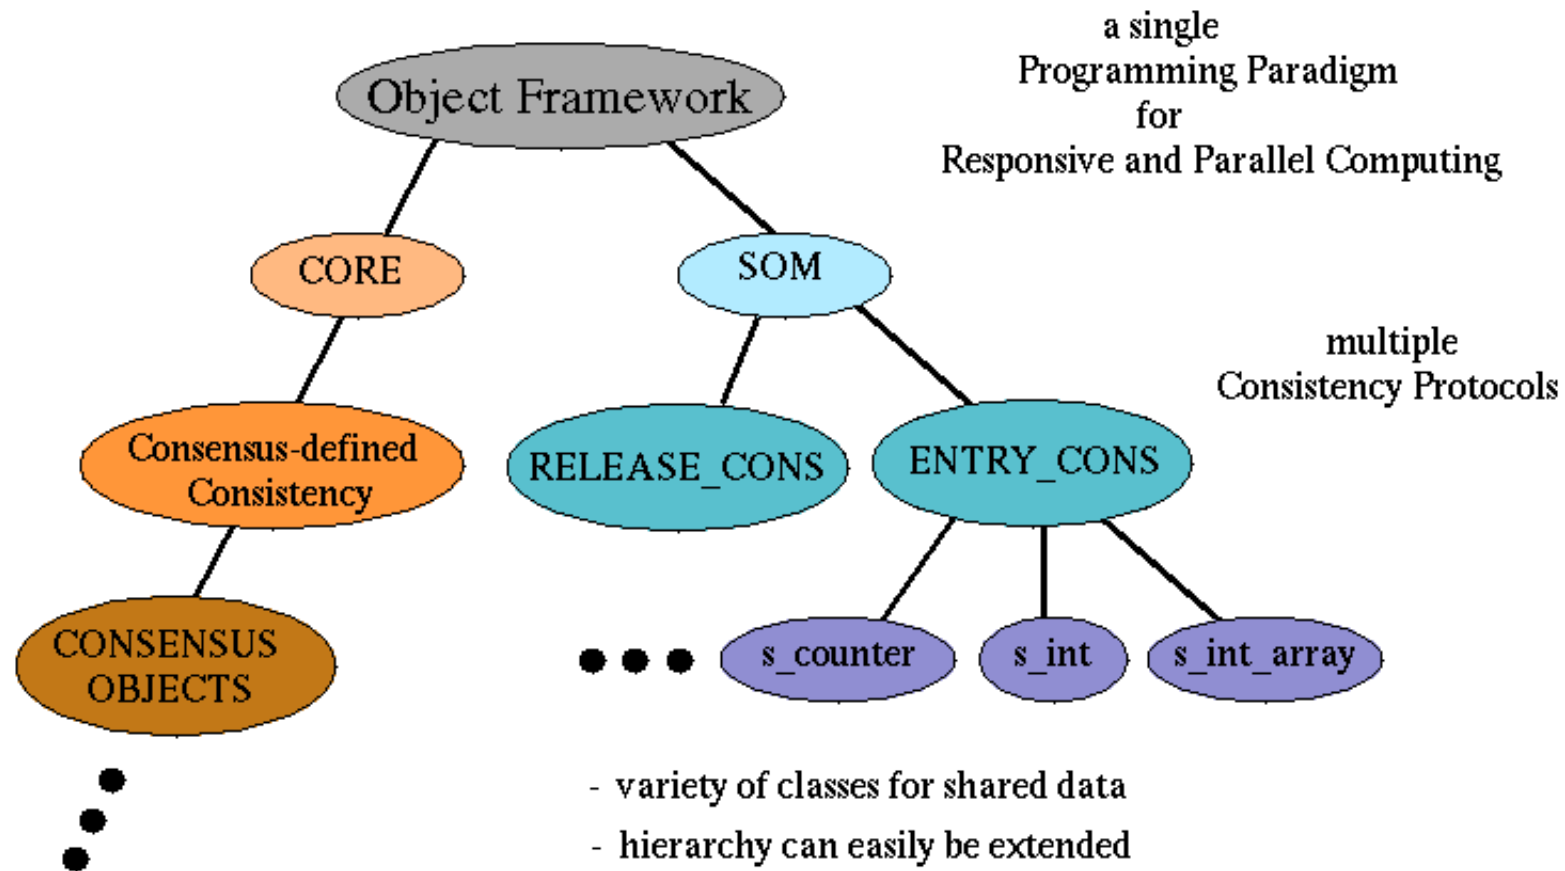 a single
Programming Paradigm
for
Responsive and Parallel Computing
Object Framework
CORE
SOM
multiple
Consistency Protocols
Consensus-defined
Consistency
RELEASE_CONS
ENTRY_CONS
CONSENSUS
OBJECTS
s_counter
s_int
s_int_array
- variety of classes for shared data
- hierarchy can easily be extended